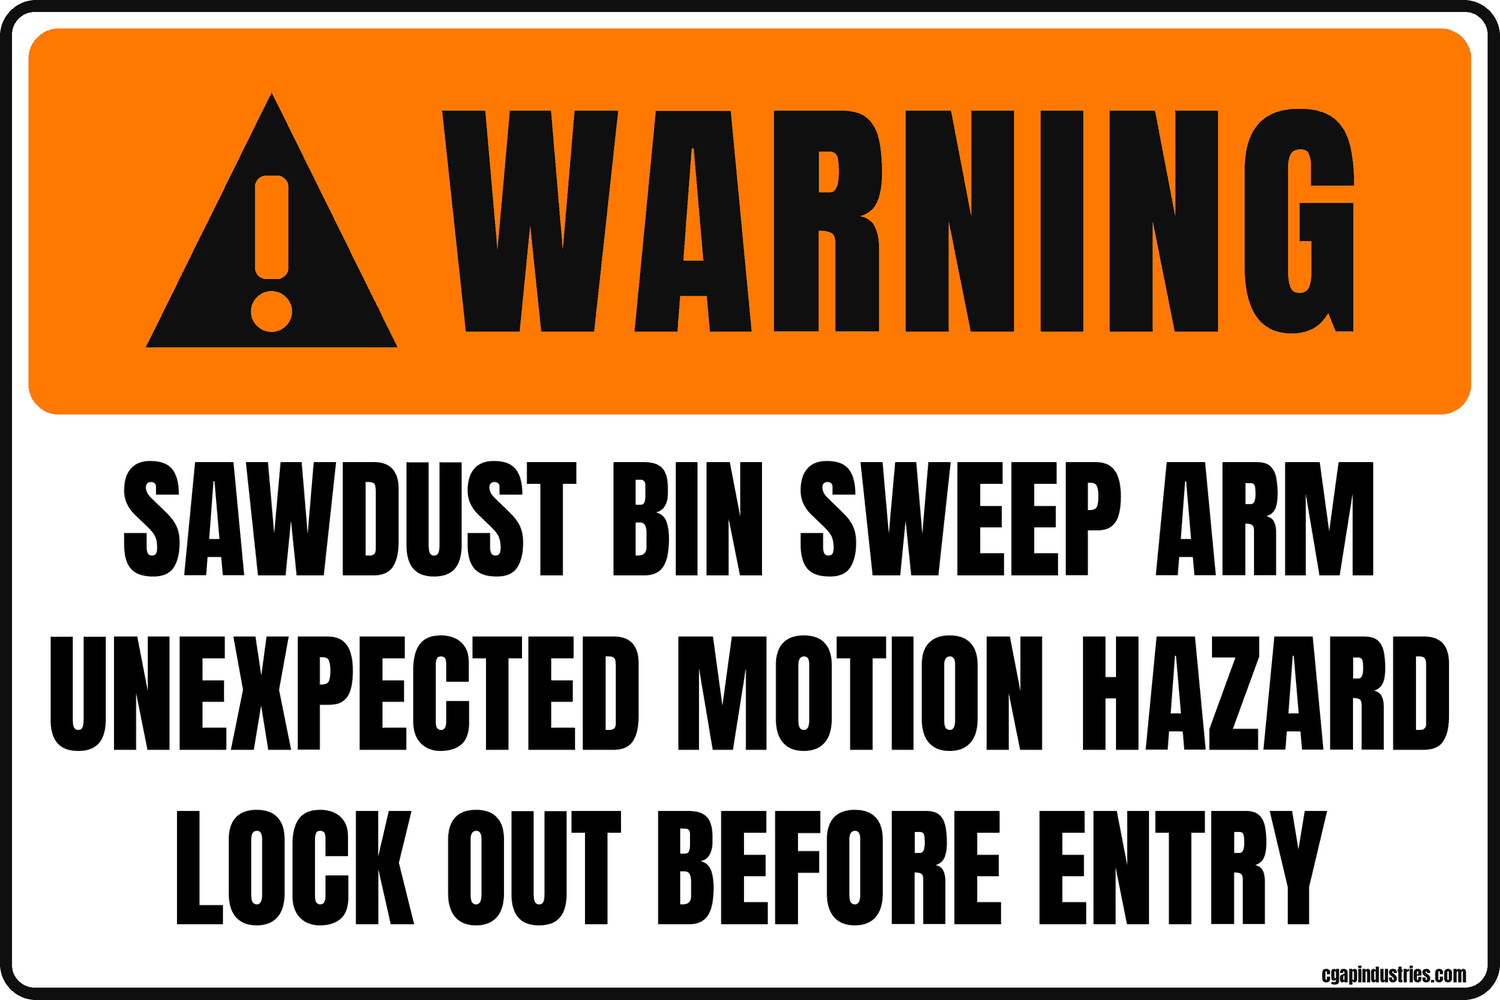 WARNING
SAWDUST BIN SWEEP ARM
UNEXPECTED MOTION HAZARD
LOCK OUT BEFORE ENTRY
cgapindustries.com